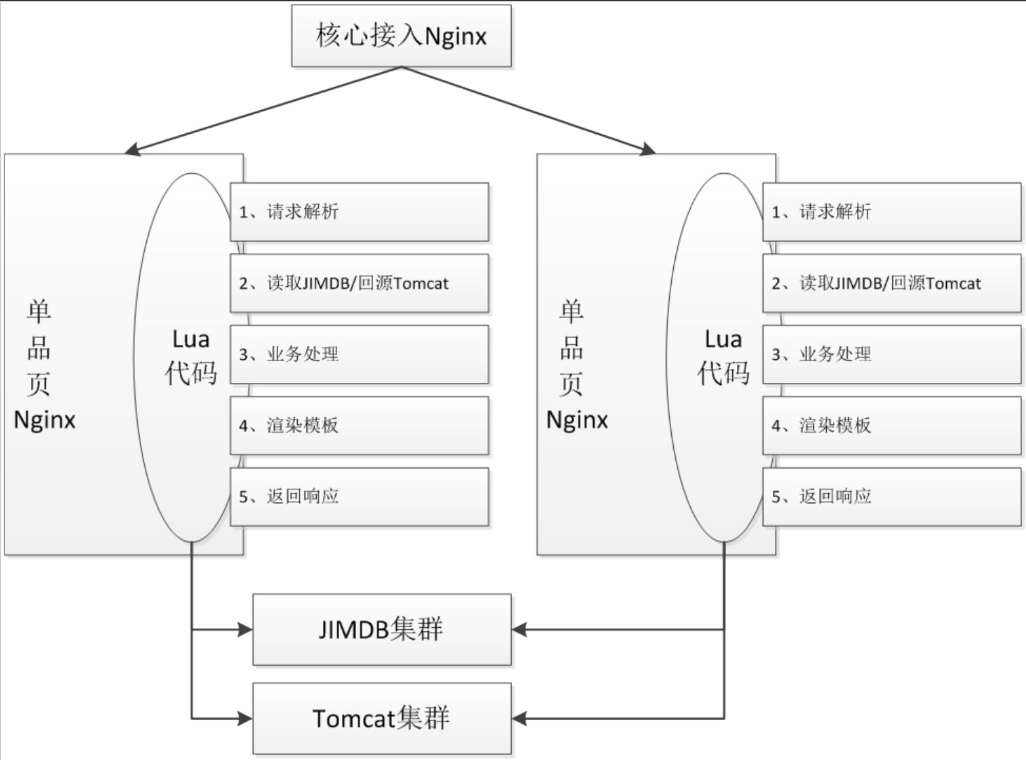 核心接入Nginx
单
品
页
Nginx
Lua
代码
1、请求解析
2、读取JIMDB/回源Tomcat
3、业务处理
4、渲染模板
5、返回响应
单
品
页
Nginx
Lua
代码
1、请求解析
2、读取JIMDB/回源Tomcat
3、业务处理
4、渲染模板
5、返回响应
JIMDB集群
Tomcat集群